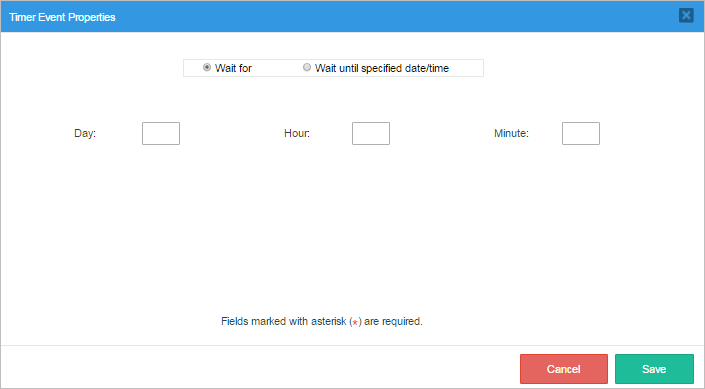 Timer Event Properties
Wait for Wait until specified date/time
Day: Hour: Minute:
Fields marked with asterisk (*) are required.
Cancel Save